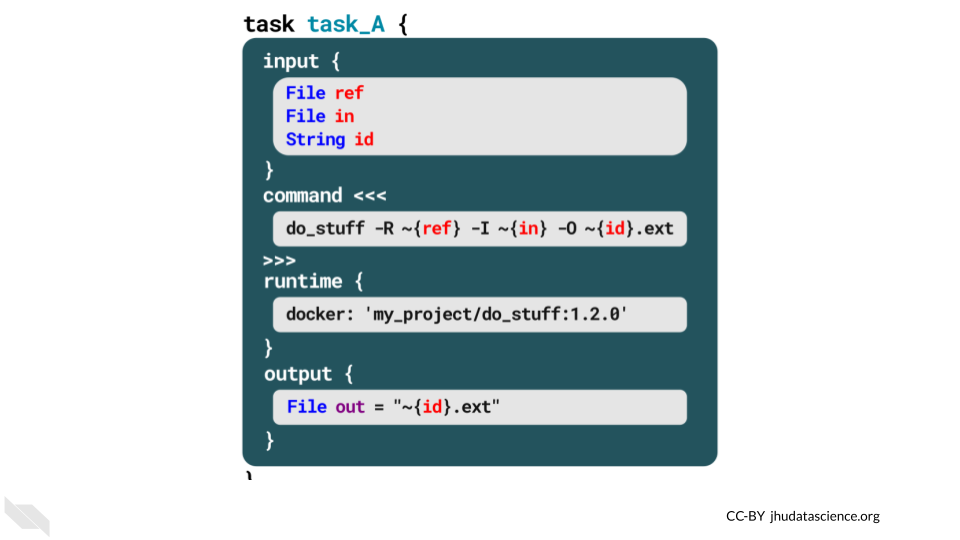 task task_A {
input {
File ref
File in
String id
}
command <<<
do_stuff -R ~{ref} -I ~{in} -O ~{id}.ext
>>>
runtime {
docker: 'my_project/do_stuff:1.2.0'
}
output {
File out = "~{id}.ext"
}
}
CC-BY jhudatascience.org